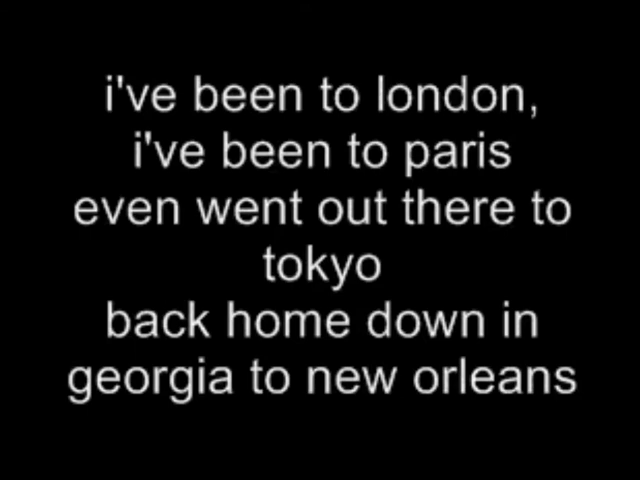 i've been to london,
i've been to paris
even went out there to
tokyo
back home down in
georgia to new orleans